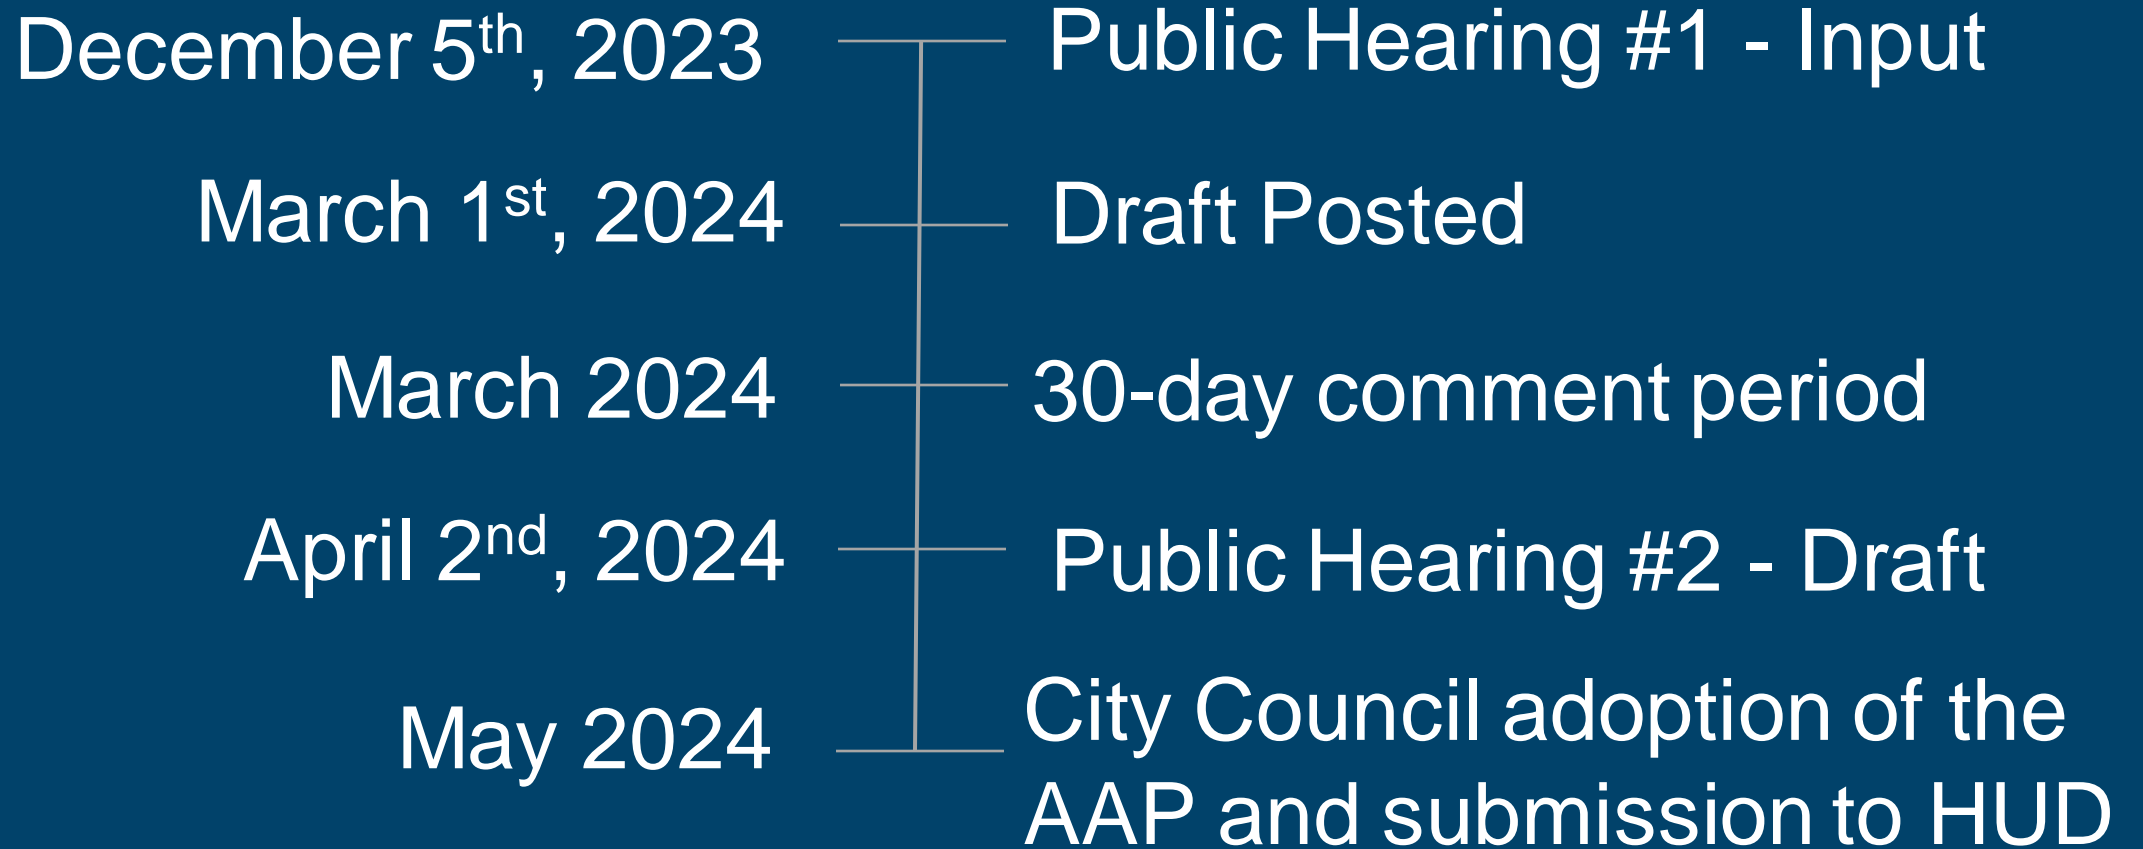 December 5th, 2023
Public Hearing #1 - Input
March 1st, 2024
Draft Posted
March 2024
30-day comment period
April 2nd, 2024
Public Hearing #2 - Draft
May 2024
City Council adoption of the
AAP and submission to HUD